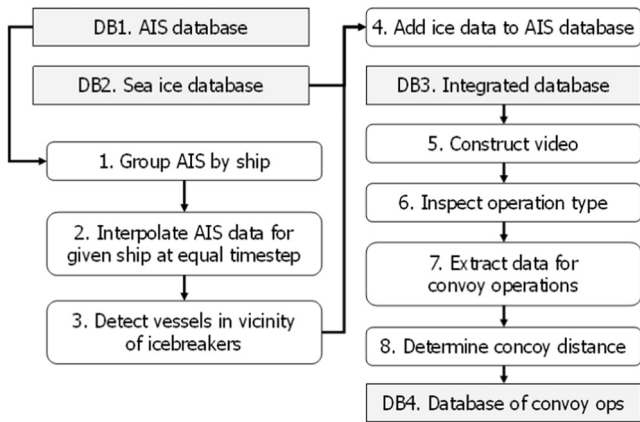 DB1. AIS database
DB2. Sea ice database
1. Group AIS by ship
2. Interpolate AIS data for
given ship at equal timestep
3. Detect vessels in vicinity
of icebreakers
4. Add ice data to AIS database
DB3. Integrated database
5. Construct video
6. Inspect operation type
7. Extract data for
convoy operations
8. Determine concoy distance
DB4. Database of convoy ops